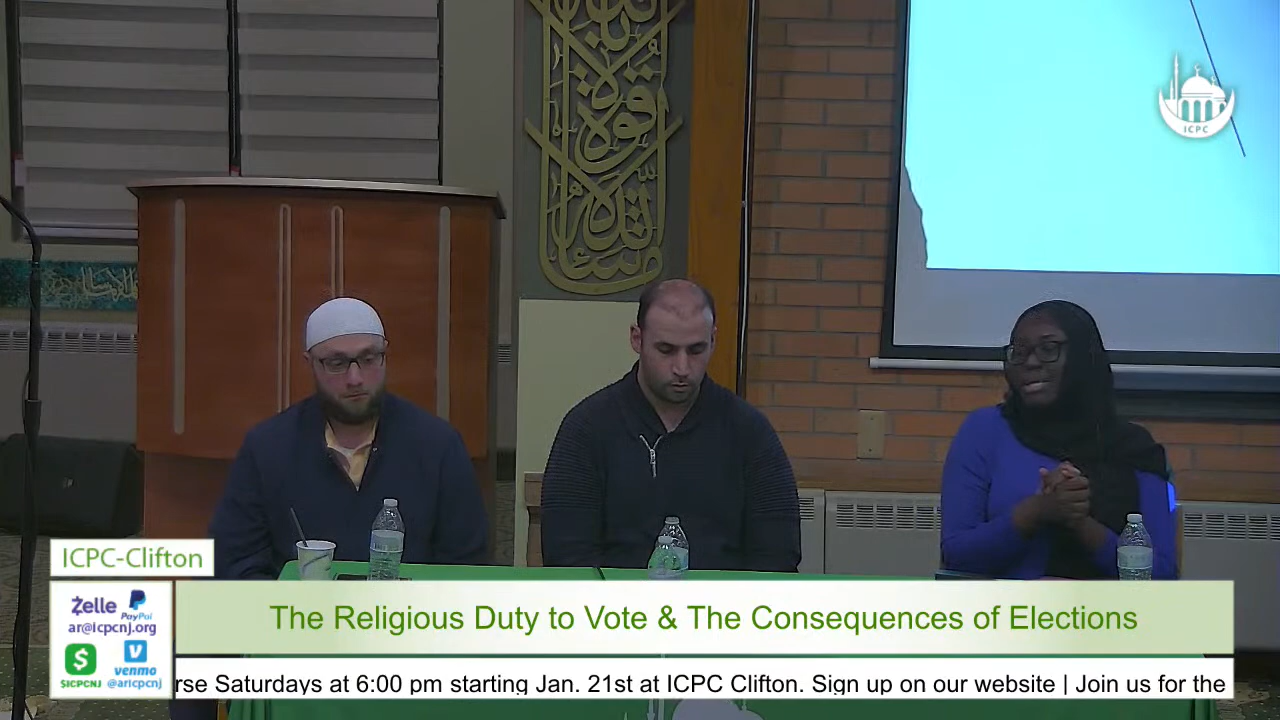 ICPC
ICPC-Clifton
The Religious Duty to Vote & The Consequences of Elections
Zelle
PayPal
ar@icpcnj.org
$
V
$ICPCNJ
venmo
@aricpcnj
rse Saturdays at 6:00 pm starting Jan. 21st at ICPC Clifton. Sign up on our website | Join us for the